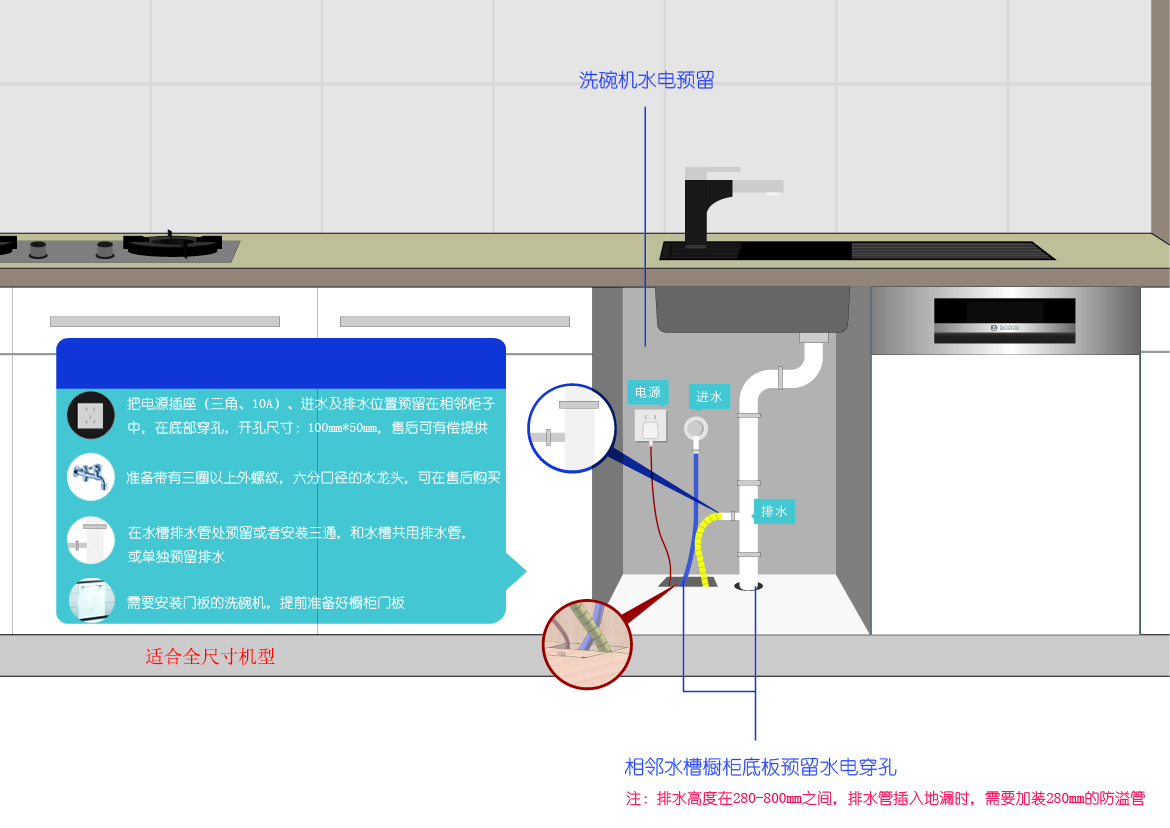 洗碗机水电预留
电源
进水
排水
把电源插座（三角、10A）、进水及排水位置预留在相邻柜子
中，在底部穿孔，开孔尺寸：100mm*50mm，售后可有偿提供
准备带有三圈以上外螺纹，六分口径的水龙头，可在售后购买
在水槽排水管处预留或者安装三通，和水槽共用排水管，
或单独预留排水
需要安装门板的洗碗机，提前准备好橱柜门板
适合全尺寸机型
相邻水槽橱柜底板预留水电穿孔
注：排水高度在280-800mm之间，排水管插入地漏时，需要加装280mm的防溢管